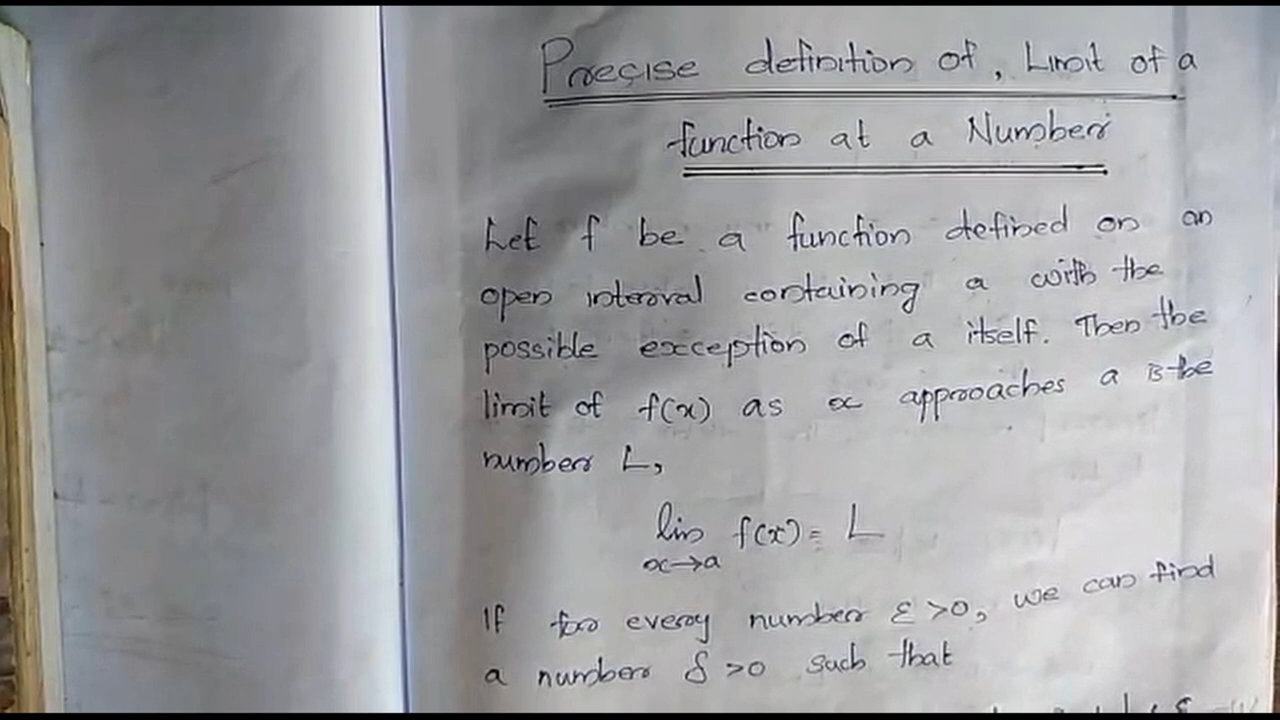 Precise definition of, Limit of a
function at a Number
Let f be a function defined on an
open interval containing a with the
possible exception of a itself. Then the
limit of f(x) as x approaches a is the
number L,
lim f(x) = L
x→a
If for every number ε >0, we can find
a number δ >0 such that